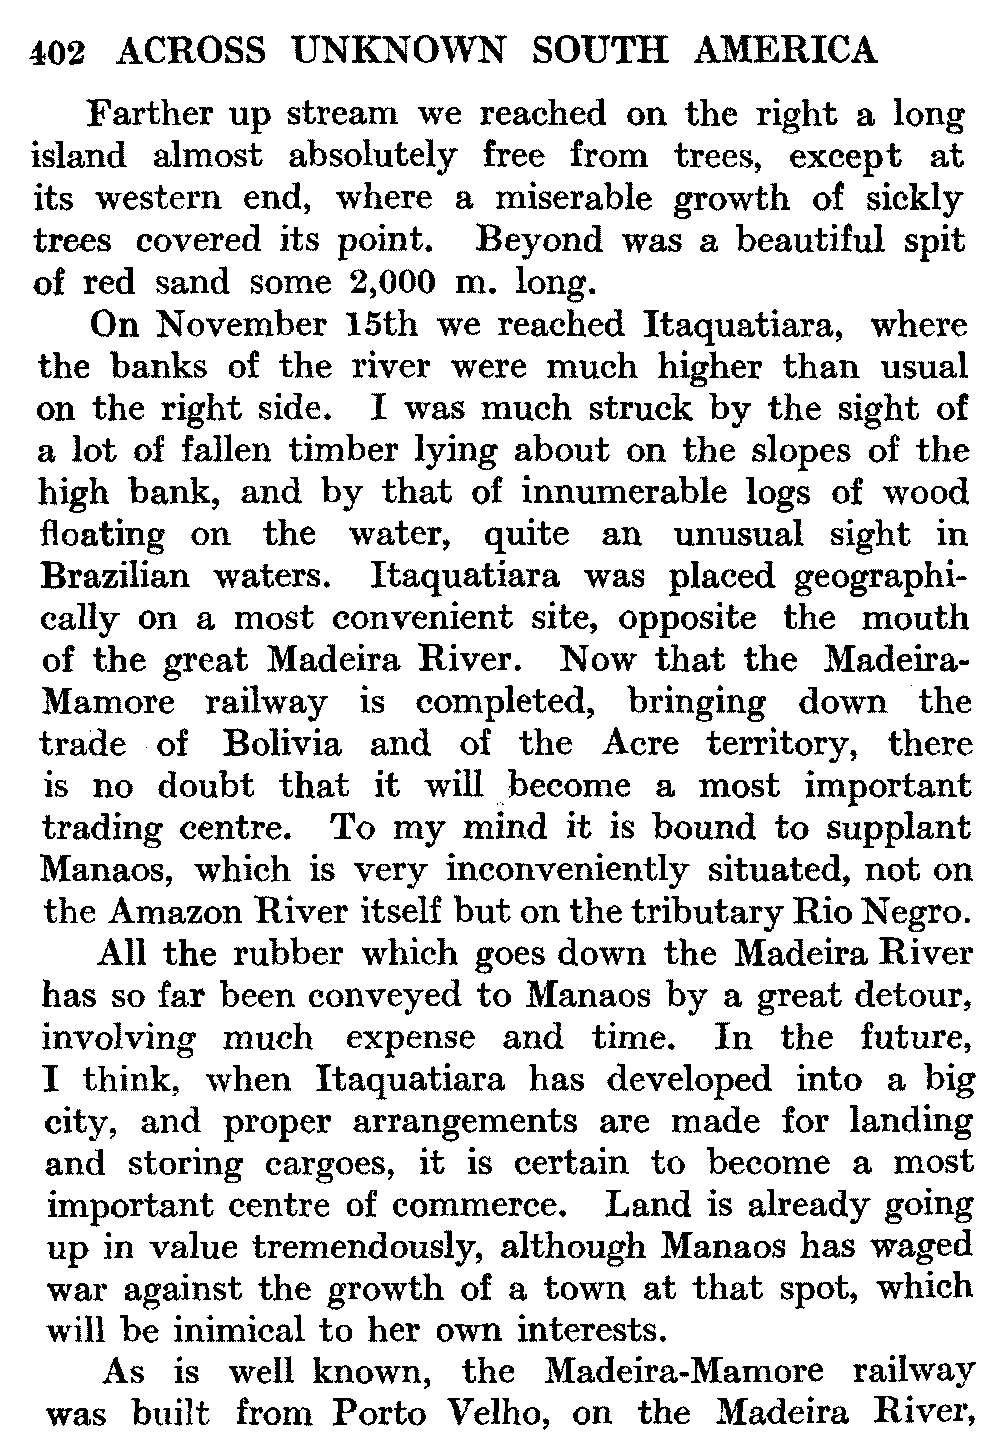 402 ACROSS UNKNOWN SOUTH AMERICA
Farther up stream we reached on the right a long
island almost absolutely free from trees, except at
its western end, where a miserable growth of sickly
trees covered its point. Beyond was a beautiful spit
of red sand some 2,000 m. long.
On November 15th we reached Itaquatiara, where
the banks of the river were much higher than usual
on the right side. I was much struck by the sight of
a lot of fallen timber lying about on the slopes of the
high bank, and by that of innumerable logs of wood
floating on the water, quite an unusual sight in
Brazilian waters. Itaquatiara was placed geographi-
cally on a most convenient site, opposite the mouth
of the great Madeira River. Now that the Madeira-
Mamore railway is completed, bringing down the
trade of Bolivia and of the Acre territory, there
is no doubt that it will become a most important
trading centre. To my mind it is bound to supplant
Manaos, which is very inconveniently situated, not on
the Amazon River itself but on the tributary Rio Negro.
All the rubber which goes down the Madeira River
has so far been conveyed to Manaos by a great detour,
involving much expense and time. In the future,
I think, when Itaquatiara has developed into a big
city, and proper arrangements are made for landing
and storing cargoes, it is certain to become a most
important centre of commerce. Land is already going
up in value tremendously, although Manaos has waged
war against the growth of a town at that spot, which
will be inimical to her own interests.
As is well known, the Madeira-Mamore railway
was built from Porto Velho, on the Madeira River,